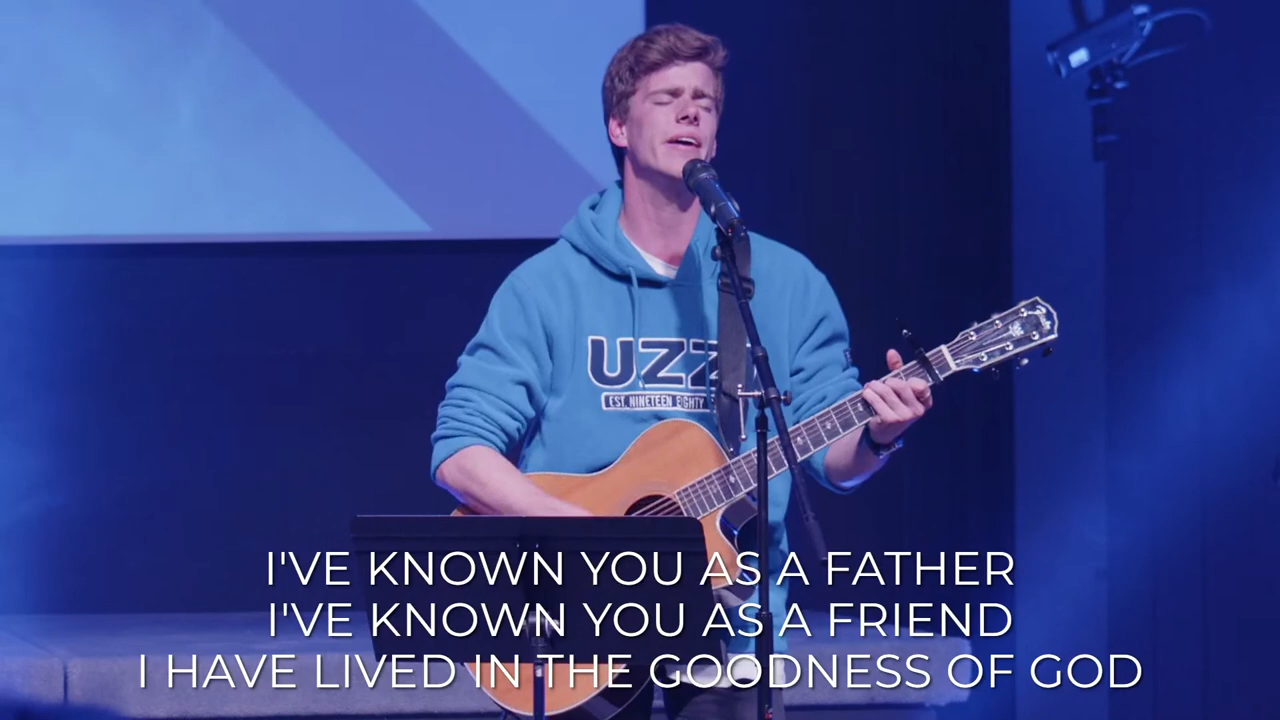 UZZ
EST. NINETEEN EIGHTY
I'VE KNOWN YOU AS A FATHER
I'VE KNOWN YOU AS A FRIEND
I HAVE LIVED IN THE GOODNESS OF GOD